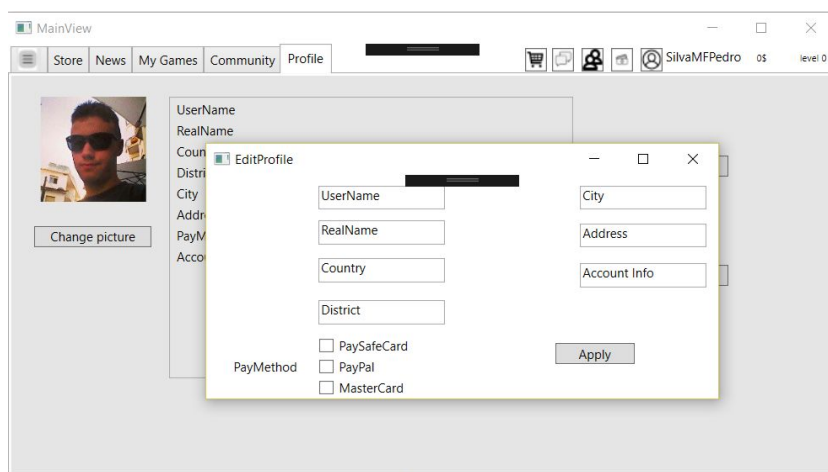 MainView
Store News My Games Community Profile SilvaMFPedro 0$ level 0
UserName
RealName
Coun
Distri
City
Addr
PayM
Acco
Change picture
EditProfile
UserName
City
RealName
Address
Country
Account Info
District
PayMethod
PaySafeCard
PayPal
MasterCard
Apply